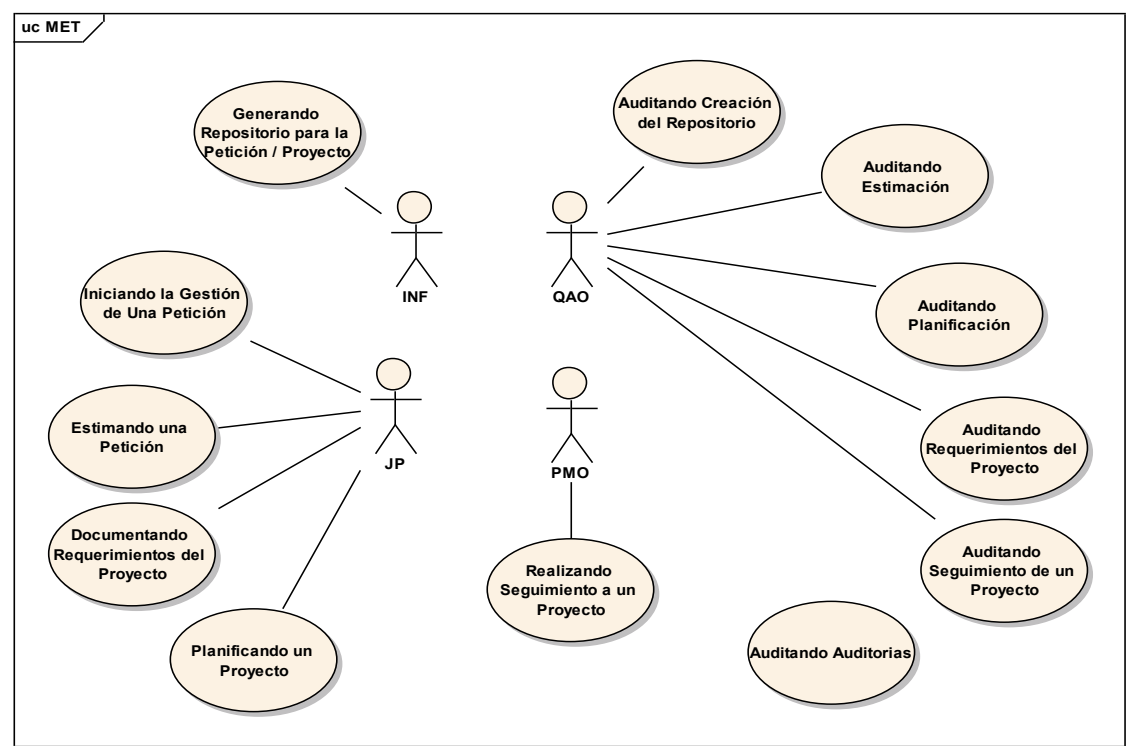 uc MET
Generando
Repositorio para la
Petición / Proyecto
Auditando Creación
del Repositorio
Auditando
Estimación
INF
QAO
Iniciando la Gestión
de Una Petición
Auditando
Planificación
Estimando una
Petición
JP
PMO
Auditando
Requerimientos del
Proyecto
Documentando
Requerimientos del
Proyecto
Realizando
Seguimiento a un
Proyecto
Auditando
Seguimiento de un
Proyecto
Planificando un
Proyecto
Auditando Auditorias